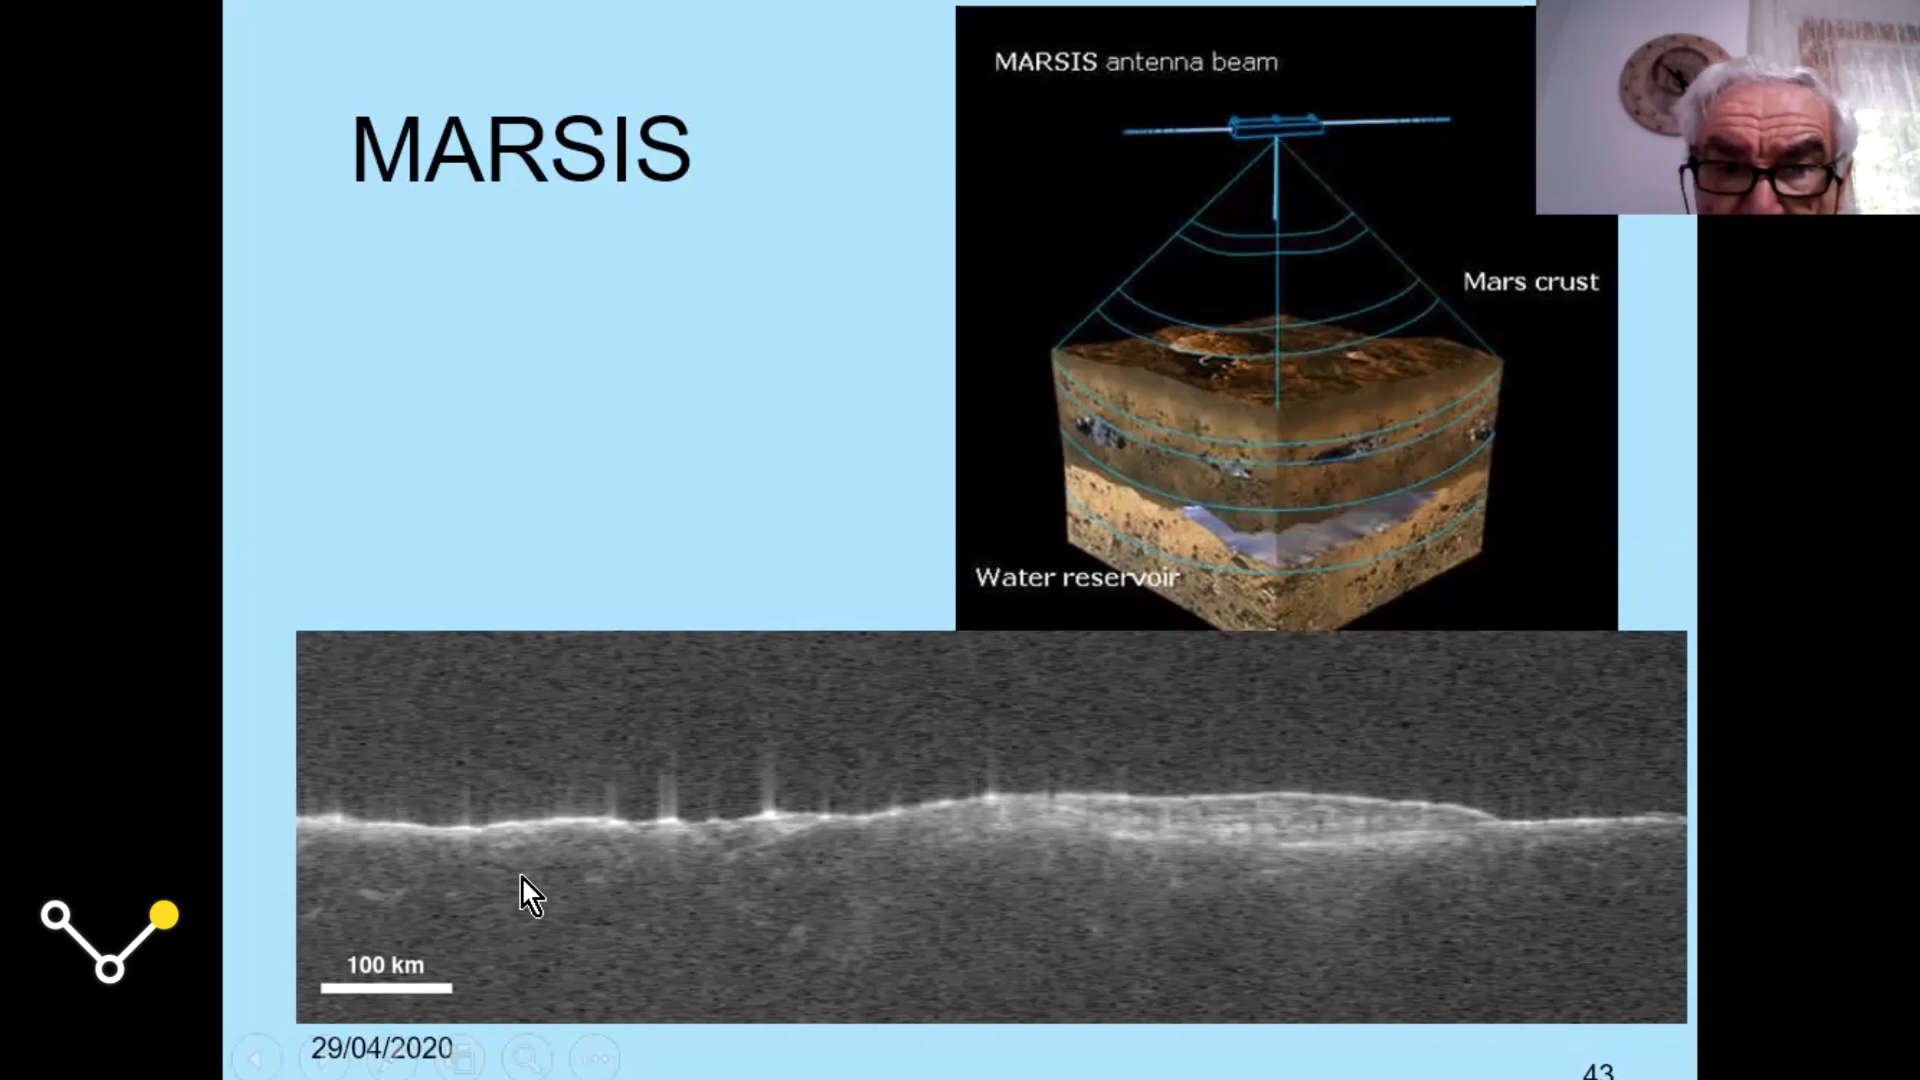 MARSIS
MARSIS antenna beam
Mars crust
Water reservoir
100 km
29/04/2020
43